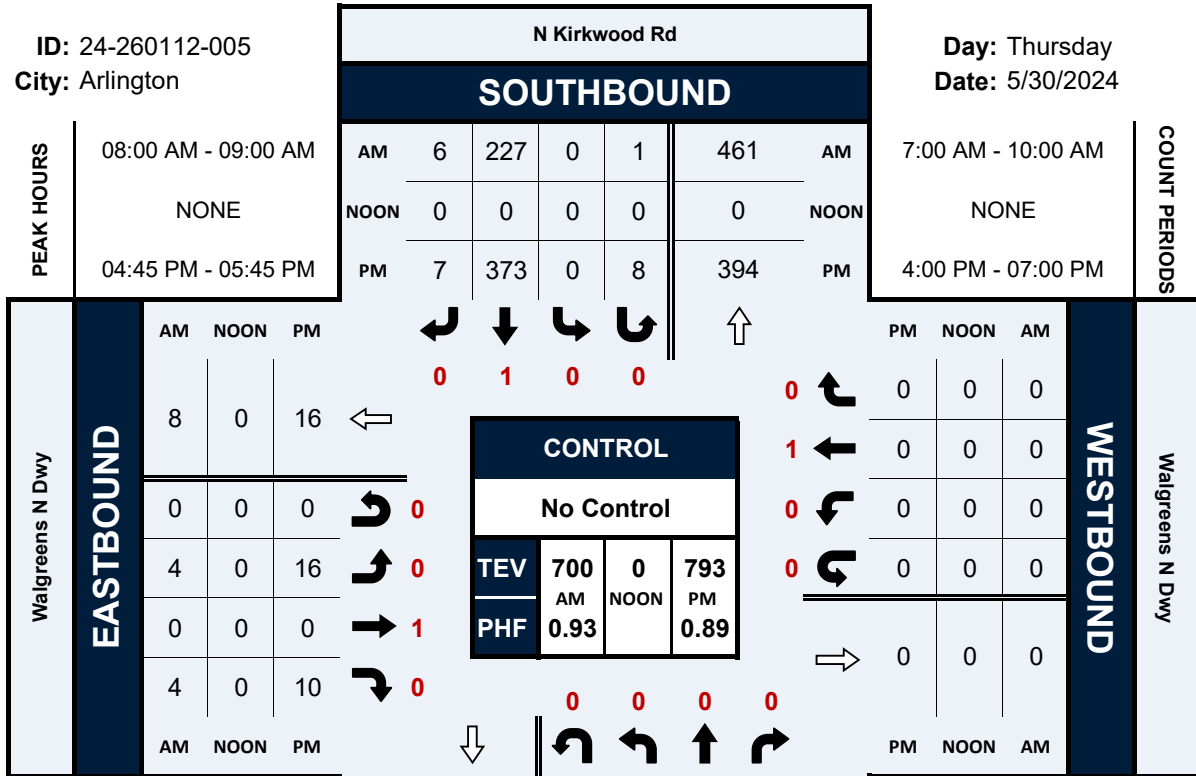 N Kirkwood Rd
ID: 24-260112-005
Day: Thursday
City: Arlington
Date: 5/30/2024
SOUTHBOUND
PEAK HOURS
08:00 AM - 09:00 AM
NONE
04:45 PM - 05:45 PM
AM 6 227 0 1 461 AM
NOON 0 0 0 0 0 NOON
PM 7 373 0 8 394 PM
7:00 AM - 10:00 AM
NONE
4:00 PM - 07:00 PM
COUNT PERIODS
0 1 0 0
Walgreens N Dwy
EASTBOUND
AM NOON PM
8 0 16
0 0 0 0
4 0 16 0
0 0 0 1
4 0 10 0
AM NOON PM
CONTROL
No Control
TEV 700 0 793
AM NOON PM
PHF 0.93 0.89
PM NOON AM
0 0 0 0
1 0 0 0
0 0 0 0
0 0 0 0
0 0 0
PM NOON AM
WESTBOUND
Walgreens N Dwy
0 0 0 0